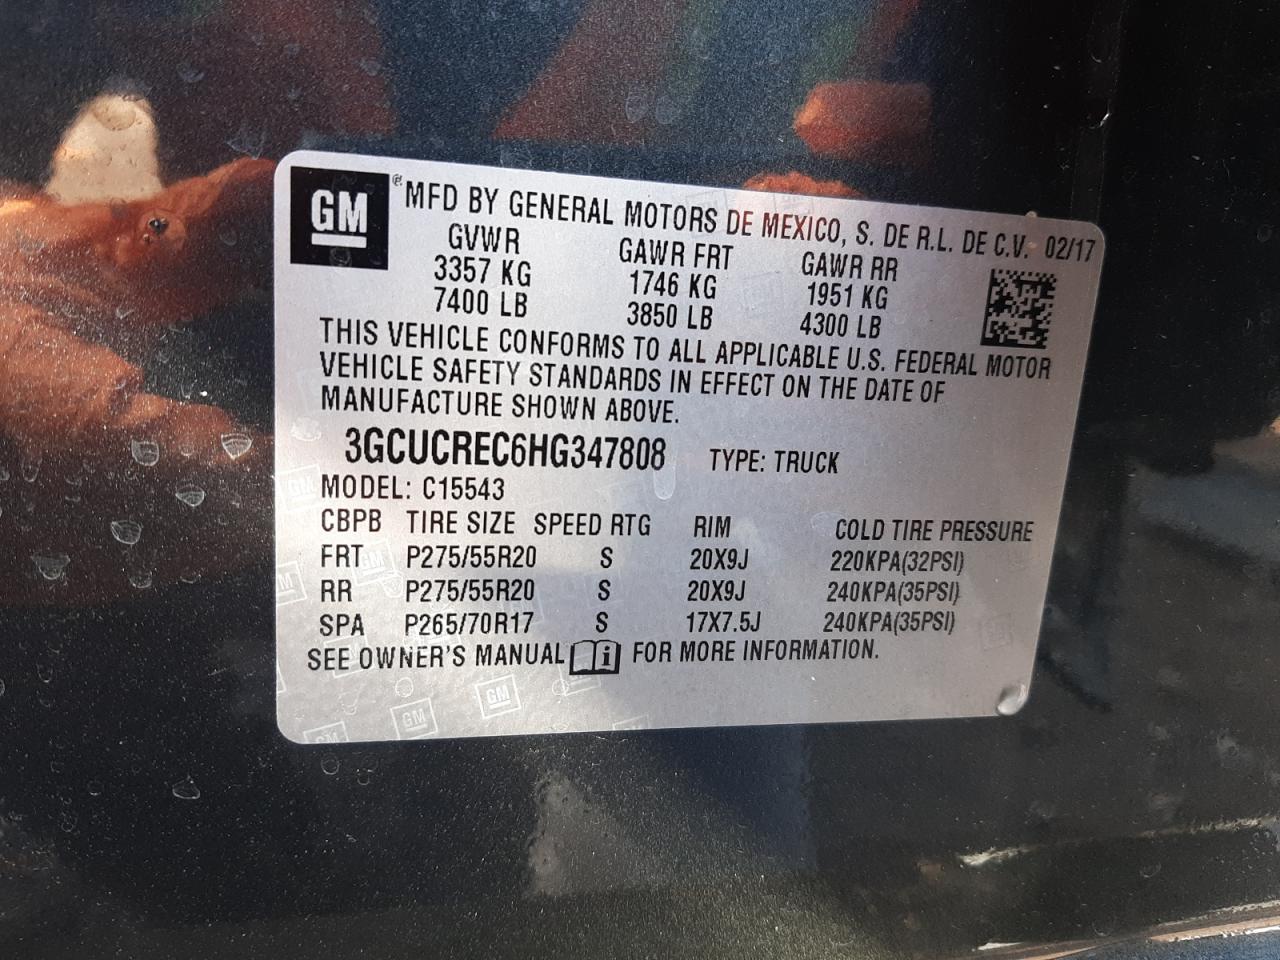 GM ® MFD BY GENERAL MOTORS DE MEXICO, S. DE R.L. DE C.V. 02/17
GVWR GAWR FRT GAWR RR
3357 KG 1746 KG 1951 KG
7400 LB 3850 LB 4300 LB
THIS VEHICLE CONFORMS TO ALL APPLICABLE U.S. FEDERAL MOTOR
VEHICLE SAFETY STANDARDS IN EFFECT ON THE DATE OF
MANUFACTURE SHOWN ABOVE.
3GCUCREC6HG347808 TYPE: TRUCK
MODEL: C15543
CBPB TIRE SIZE SPEED RTG RIM COLD TIRE PRESSURE
FRT P275/55R20 S 20X9J 220KPA(32PSI)
RR P275/55R20 S 20X9J 240KPA(35PSI)
SPA P265/70R17 S 17X7.5J 240KPA(35PSI)
SEE OWNER'S MANUAL i FOR MORE INFORMATION.
GM
GM